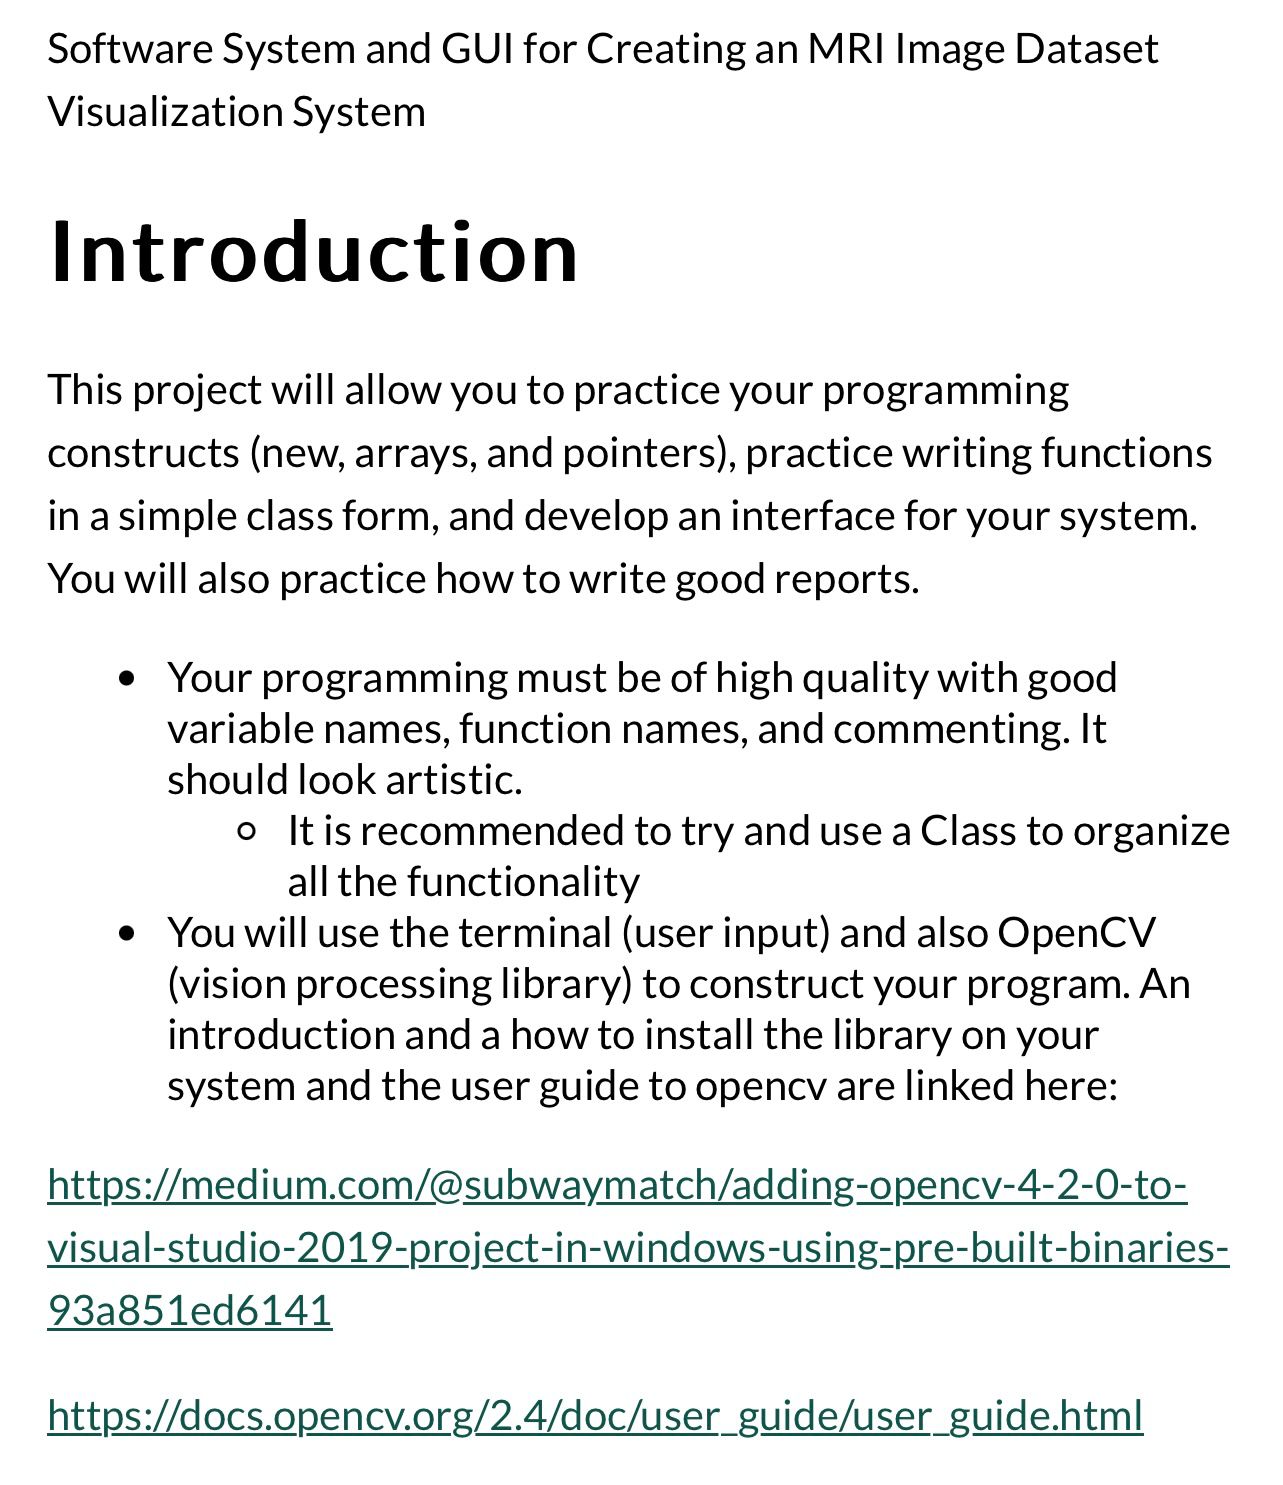 Software System and GUI for Creating an MRI Image Dataset
Visualization System
Introduction
This project will allow you to practice your programming
constructs (new, arrays, and pointers), practice writing functions
in a simple class form, and develop an interface for your system.
You will also practice how to write good reports.
• Your programming must be of high quality with good
variable names, function names, and commenting. It
should look artistic.
◦ It is recommended to try and use a Class to organize
all the functionality
• You will use the terminal (user input) and also OpenCV
(vision processing library) to construct your program. An
introduction and a how to install the library on your
system and the user guide to opencv are linked here:
https://medium.com/@subwaymatch/adding-opencv-4-2-0-to-
visual-studio-2019-project-in-windows-using-pre-built-binaries-
93a851ed6141
https://docs.opencv.org/2.4/doc/user_guide/user_guide.html